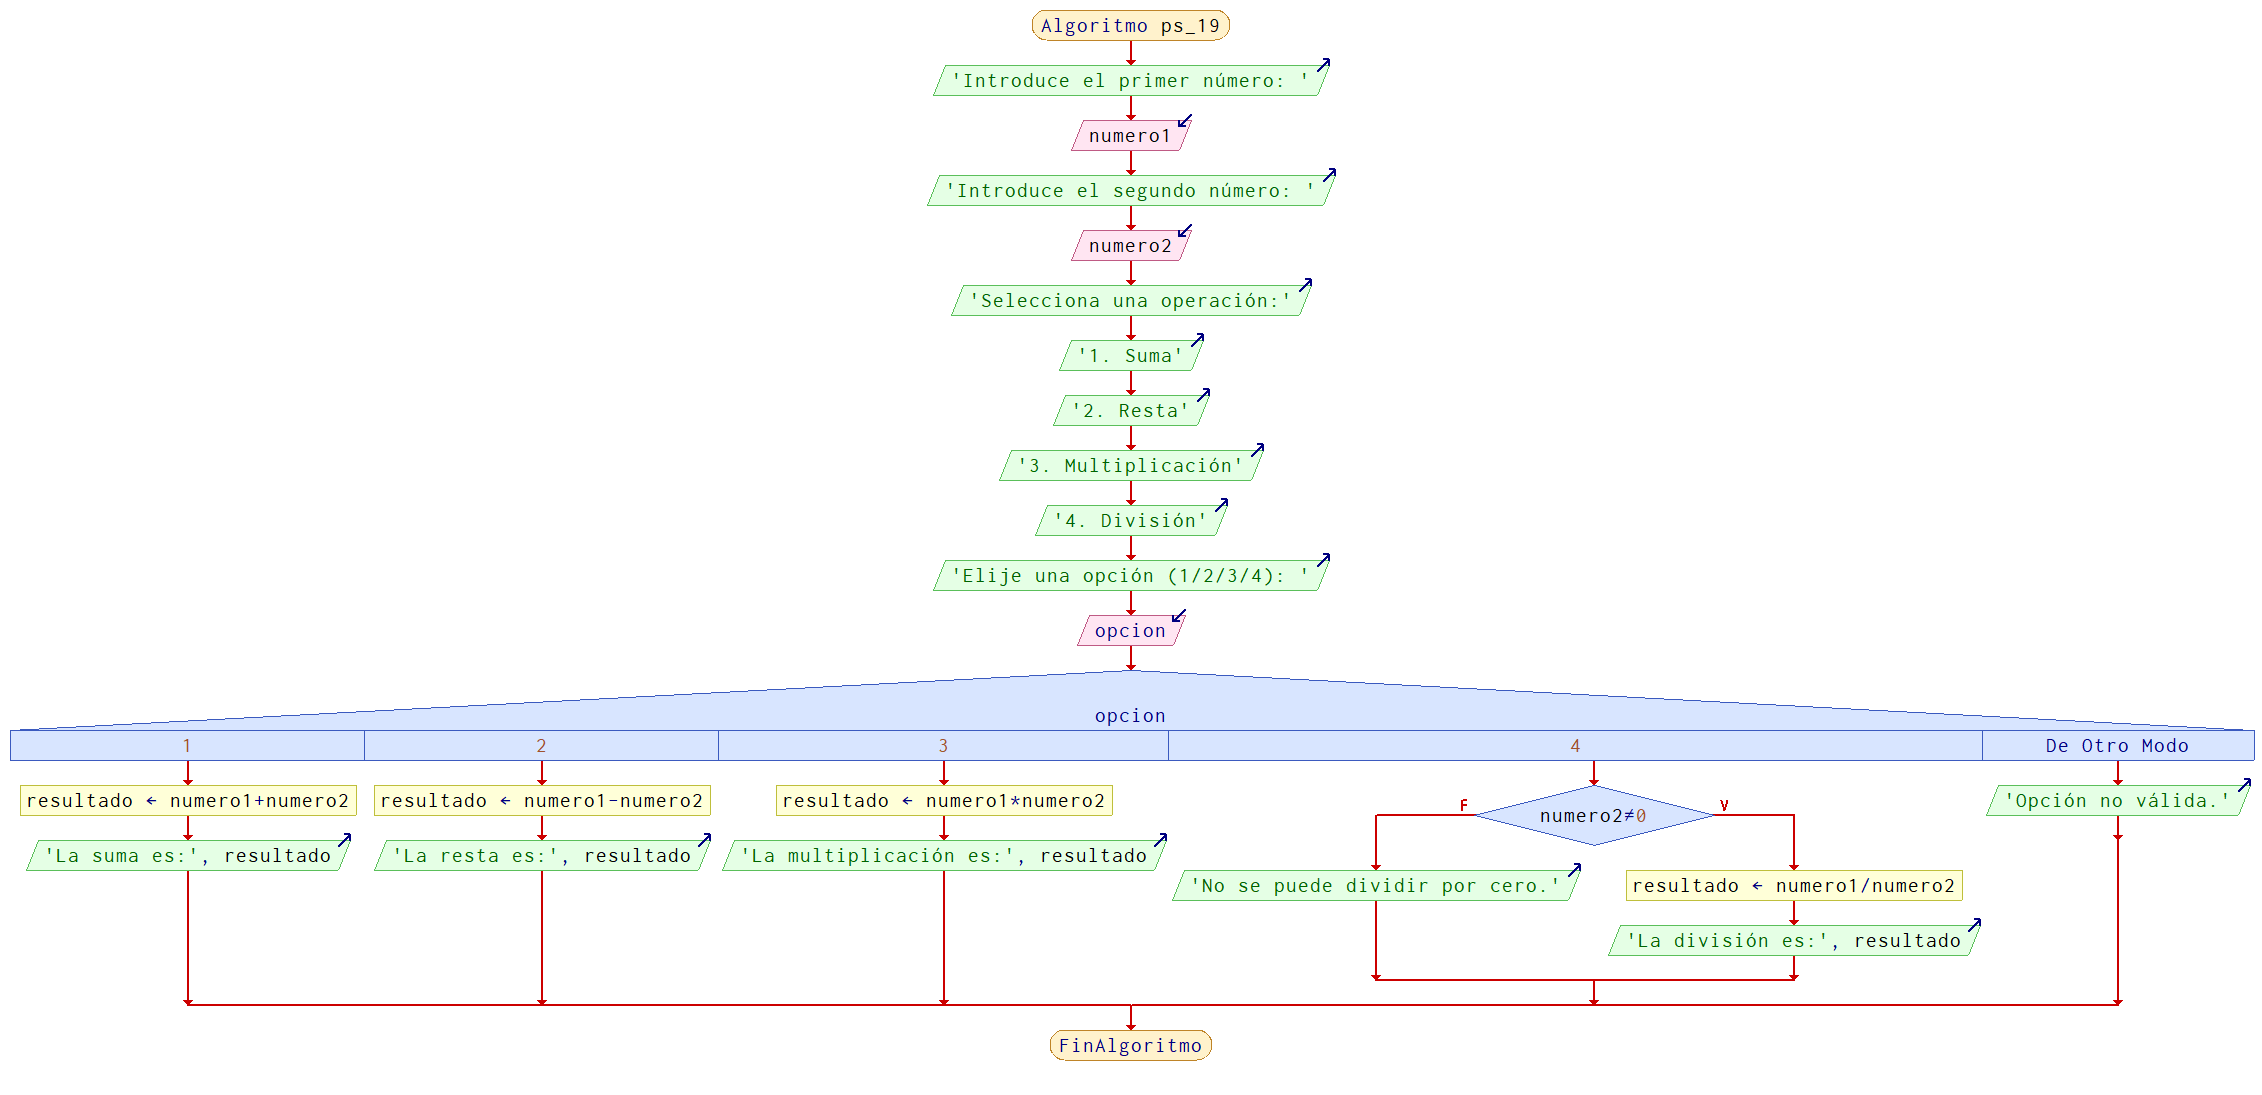 Algoritmo ps_19
'Introduce el primer número: '
numero1
'Introduce el segundo número: '
numero2
'Selecciona una operación:'
'1. Suma'
'2. Resta'
'3. Multiplicación'
'4. División'
'Elije una opción (1/2/3/4): '
opcion
opcion
1 2 3 4 De Otro Modo
resultado ← numero1+numero2
'La suma es:', resultado
resultado ← numero1-numero2
'La resta es:', resultado
resultado ← numero1*numero2
'La multiplicación es:', resultado
numero2≠0
F
V
'No se puede dividir por cero.'
resultado ← numero1/numero2
'La división es:', resultado
'Opción no válida.'
FinAlgoritmo